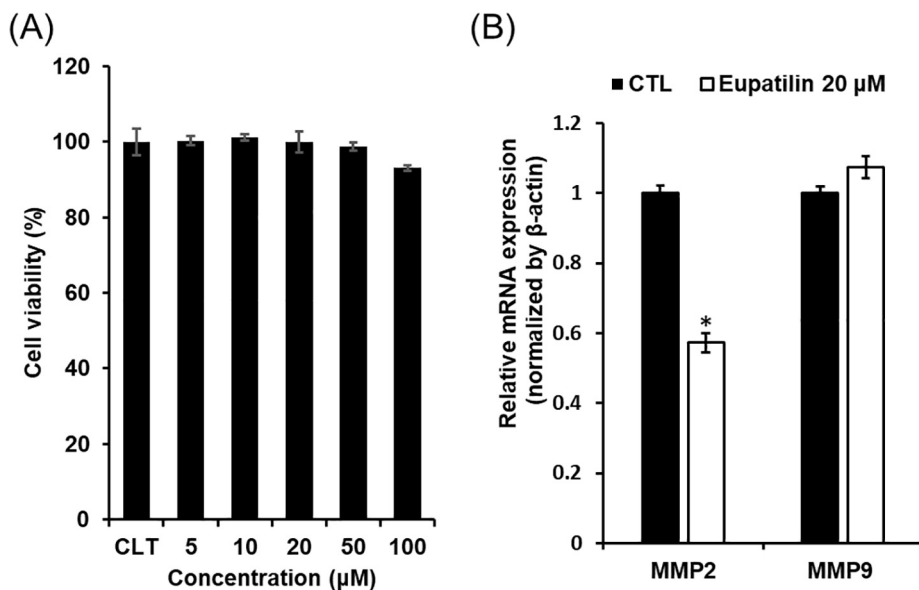 (A)
120
100
80
60
40
20
0
Cell viability (%)
CLT 5 10 20 50 100
Concentration (µM)
(B)
CTL Eupatilin 20 µM
1.2
1
0.8
0.6
0.4
0.2
0
Relative mRNA expression
(normalized by β-actin)
*
MMP2 MMP9